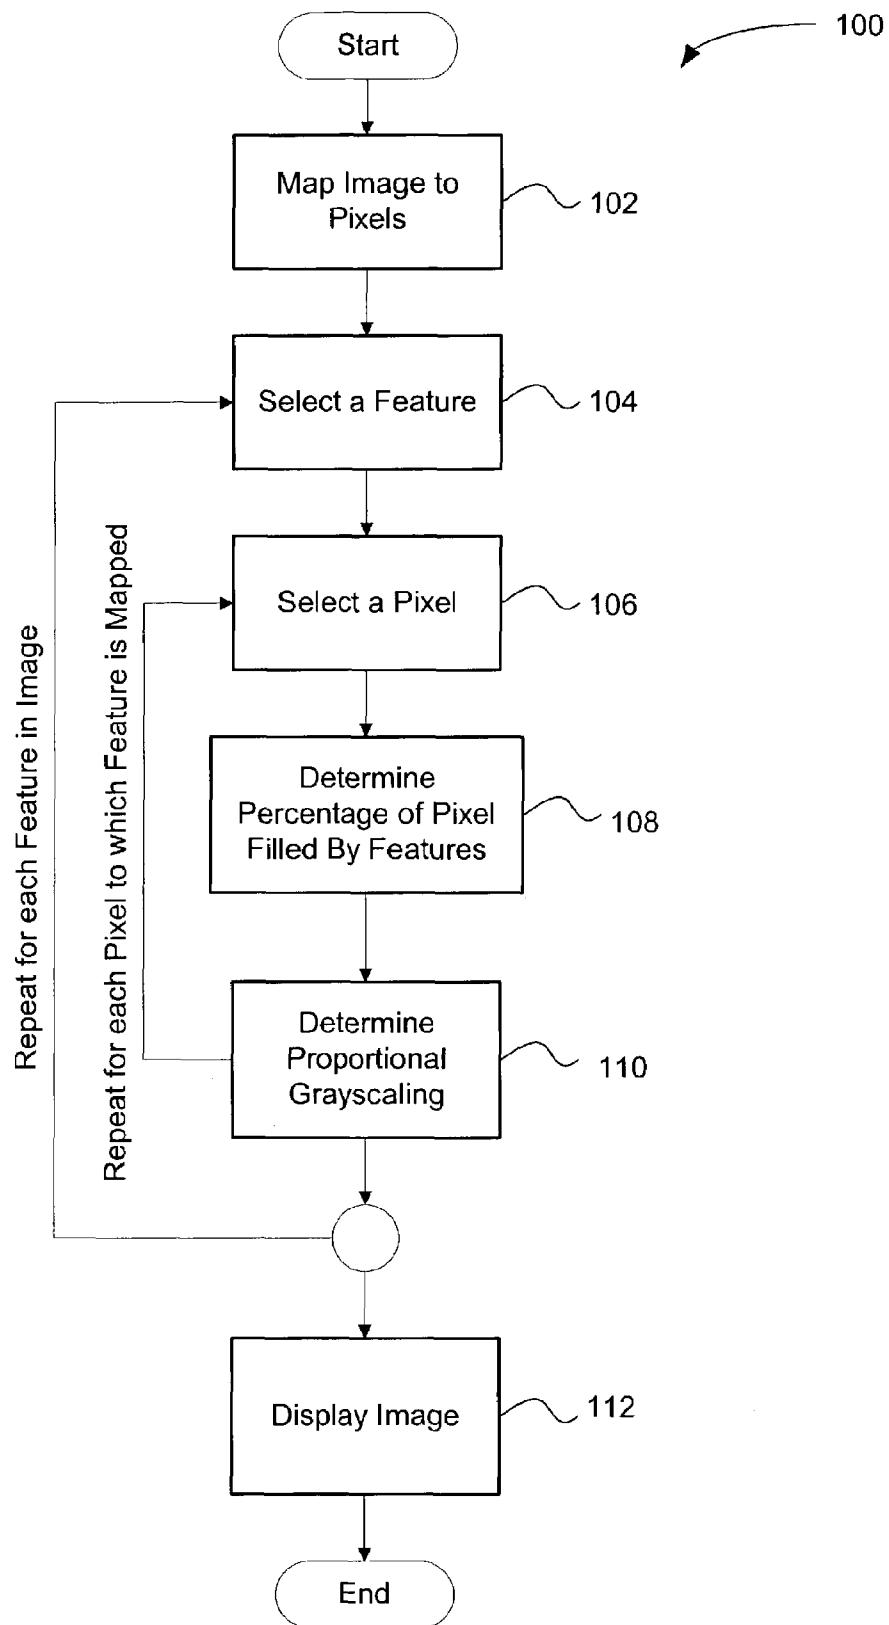 100
Start
Map Image to
Pixels
102
Select a Feature
104
Select a Pixel
106
Determine
Percentage of Pixel
Filled By Features
108
Determine
Proportional
Grayscaling
110
Repeat for each Feature in Image
Repeat for each Pixel to which Feature is Mapped
Display Image
112
End